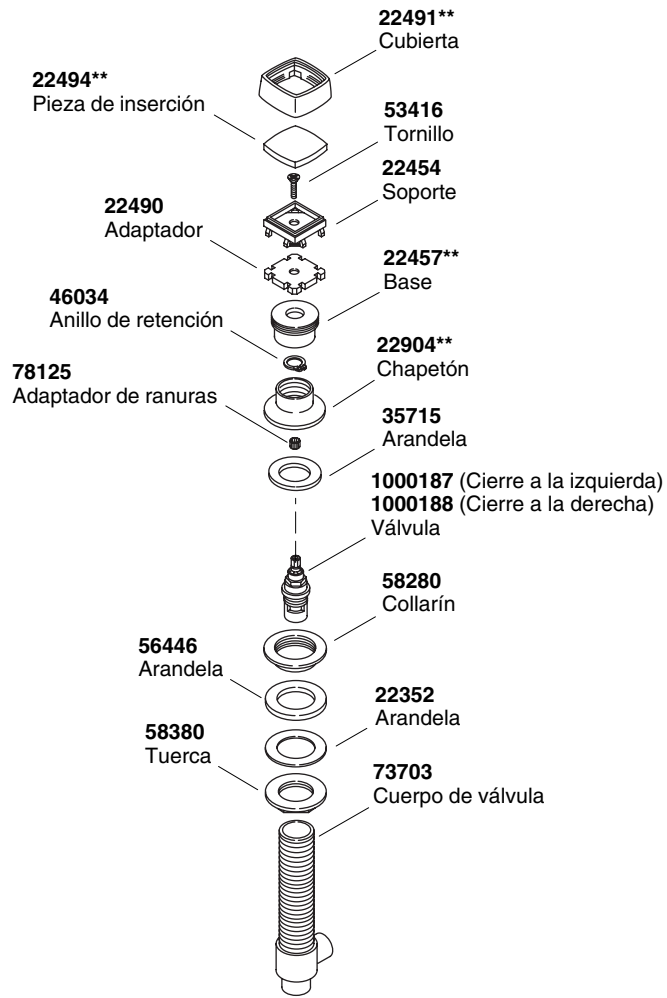 22491**
Cubierta
22494**
Pieza de inserción
53416
Tornillo
22454
Soporte
22490
Adaptador
22457**
Base
46034
Anillo de retención
22904**
Chapetón
78125
Adaptador de ranuras
35715
Arandela
1000187 (Cierre a la izquierda)
1000188 (Cierre a la derecha)
Válvula
58280
Collarín
56446
Arandela
22352
Arandela
58380
Tuerca
73703
Cuerpo de válvula